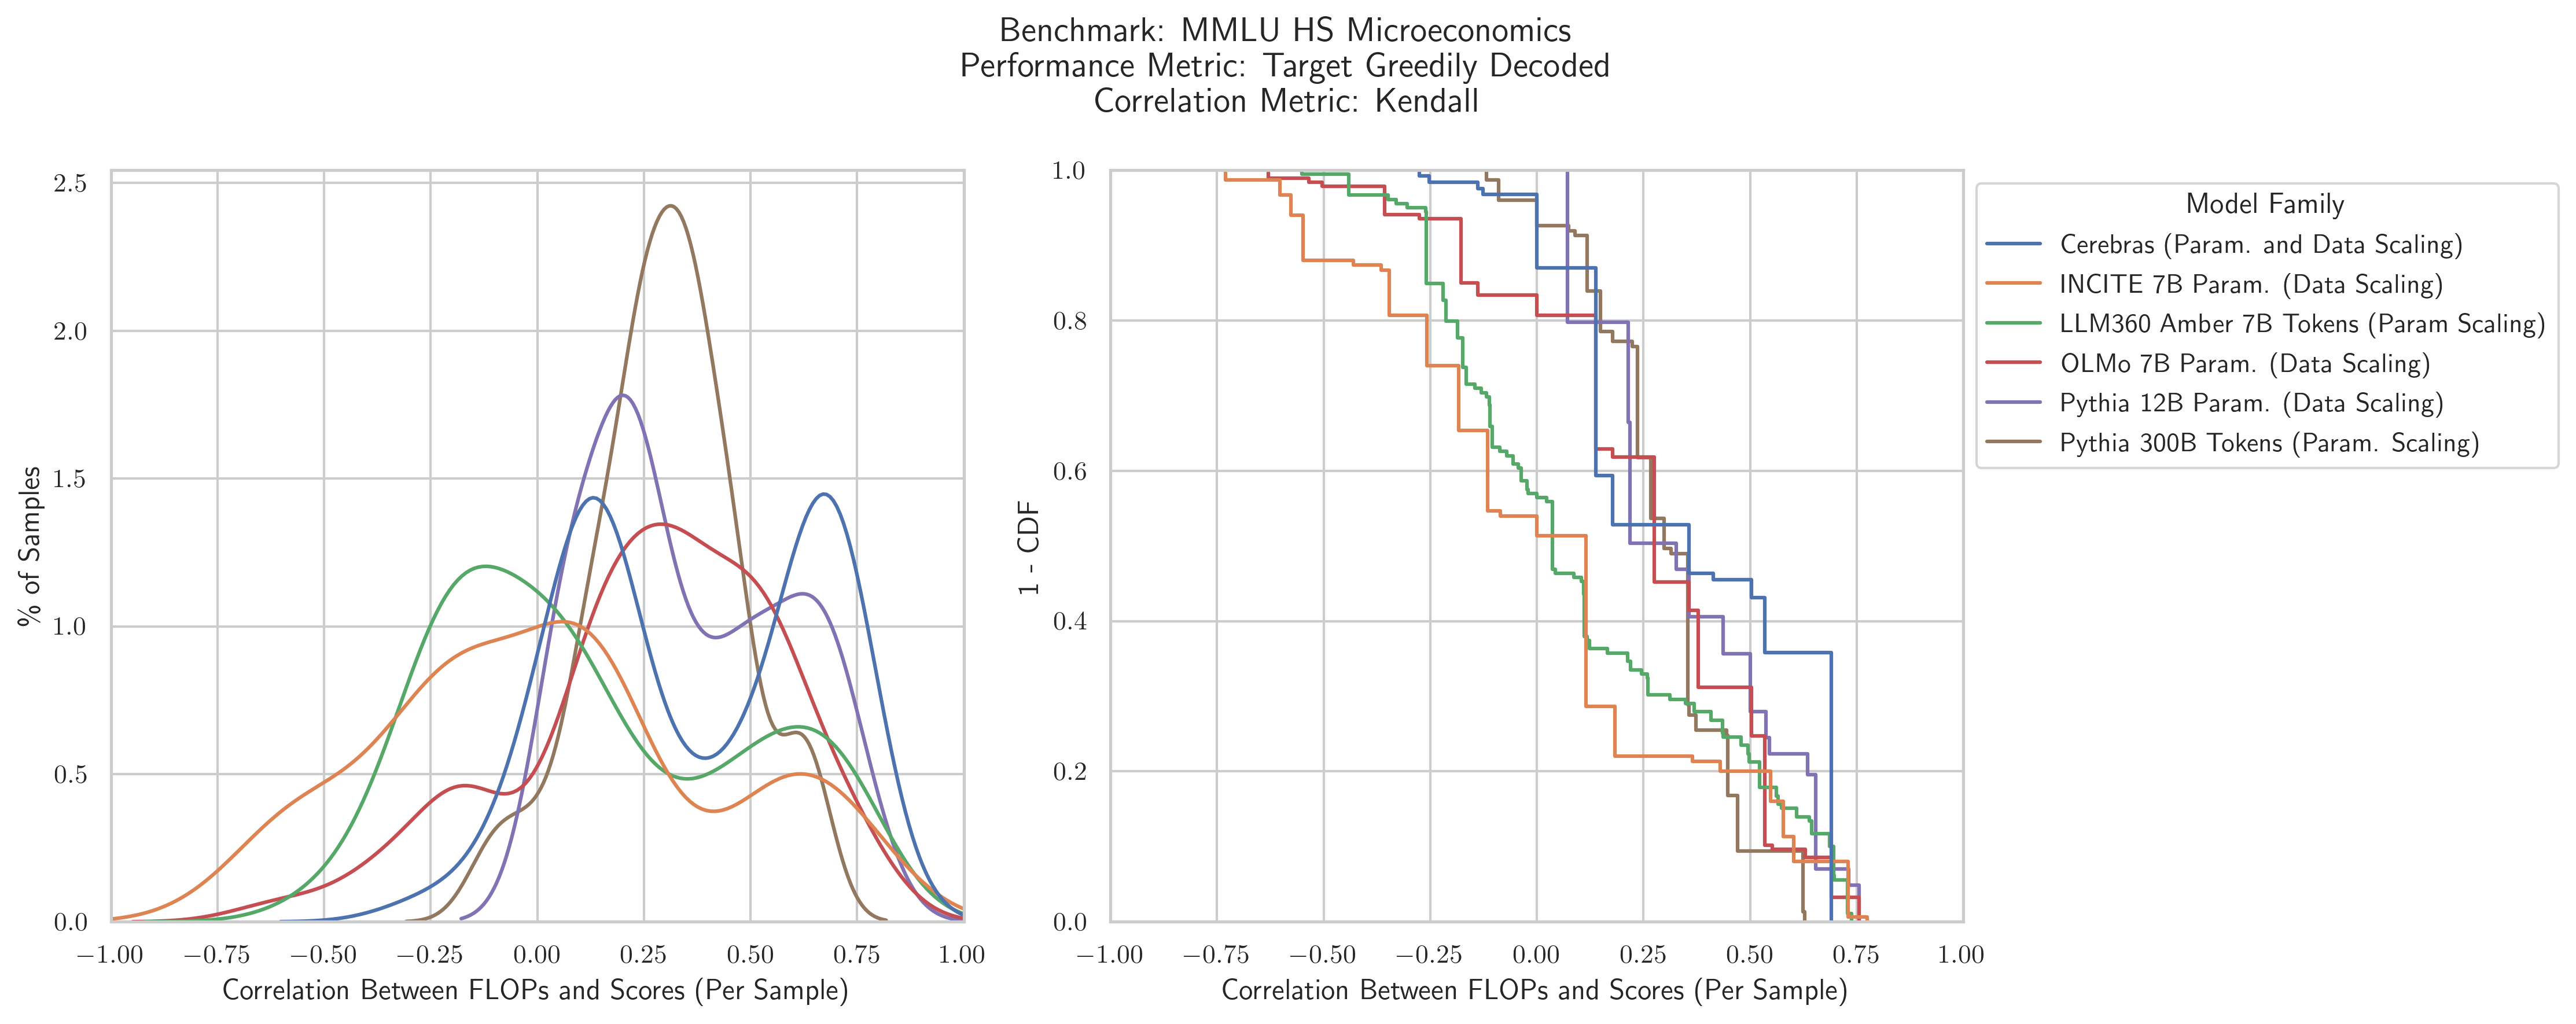 Benchmark: MMLU HS Microeconomics
Performance Metric: Target Greedily Decoded
Correlation Metric: Kendall
% of Samples
2.5
2.0
1.5
1.0
0.5
0.0
−1.00 −0.75 −0.50 −0.25 0.00 0.25 0.50 0.75 1.00
Correlation Between FLOPs and Scores (Per Sample)
1 - CDF
1.0
0.8
0.6
0.4
0.2
0.0
−1.00 −0.75 −0.50 −0.25 0.00 0.25 0.50 0.75 1.00
Correlation Between FLOPs and Scores (Per Sample)
Model Family
Cerebras (Param. and Data Scaling)
INCITE 7B Param. (Data Scaling)
LLM360 Amber 7B Tokens (Param Scaling)
OLMo 7B Param. (Data Scaling)
Pythia 12B Param. (Data Scaling)
Pythia 300B Tokens (Param. Scaling)